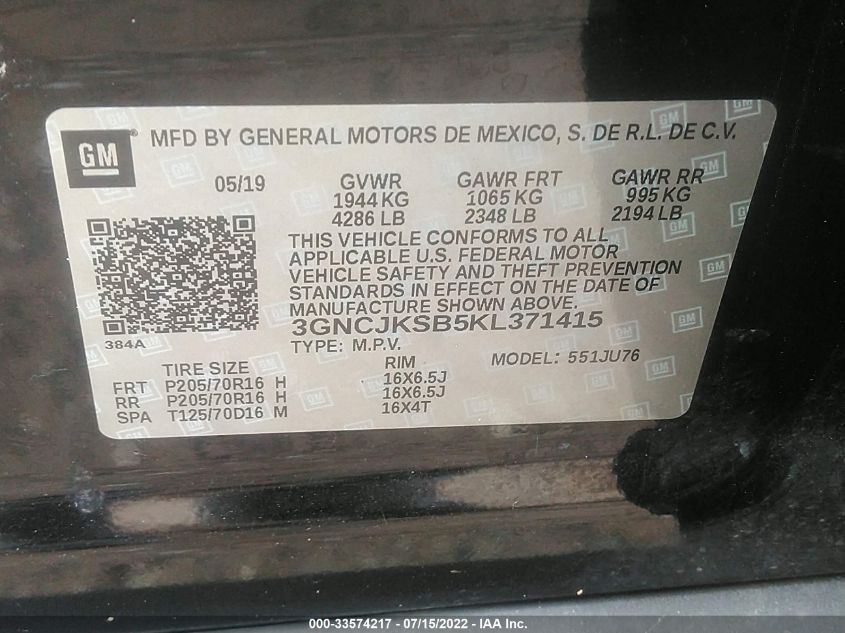 GM ® MFD BY GENERAL MOTORS DE MEXICO, S. DE R.L. DE C.V.
05/19 GVWR GAWR FRT GAWR RR
1944 KG 1065 KG 995 KG
4286 LB 2348 LB 2194 LB
THIS VEHICLE CONFORMS TO ALL
APPLICABLE U.S. FEDERAL MOTOR
VEHICLE SAFETY AND THEFT PREVENTION
STANDARDS IN EFFECT ON THE DATE OF
MANUFACTURE SHOWN ABOVE.
3GNCJKSB5KL371415
384A
TYPE: M.P.V. MODEL: 551JU76
TIRE SIZE RIM
FRT P205/70R16 H 16X6.5J
RR P205/70R16 H 16X6.5J
SPA T125/70D16 M 16X4T
000-33574217 - 07/15/2022 - IAA Inc.